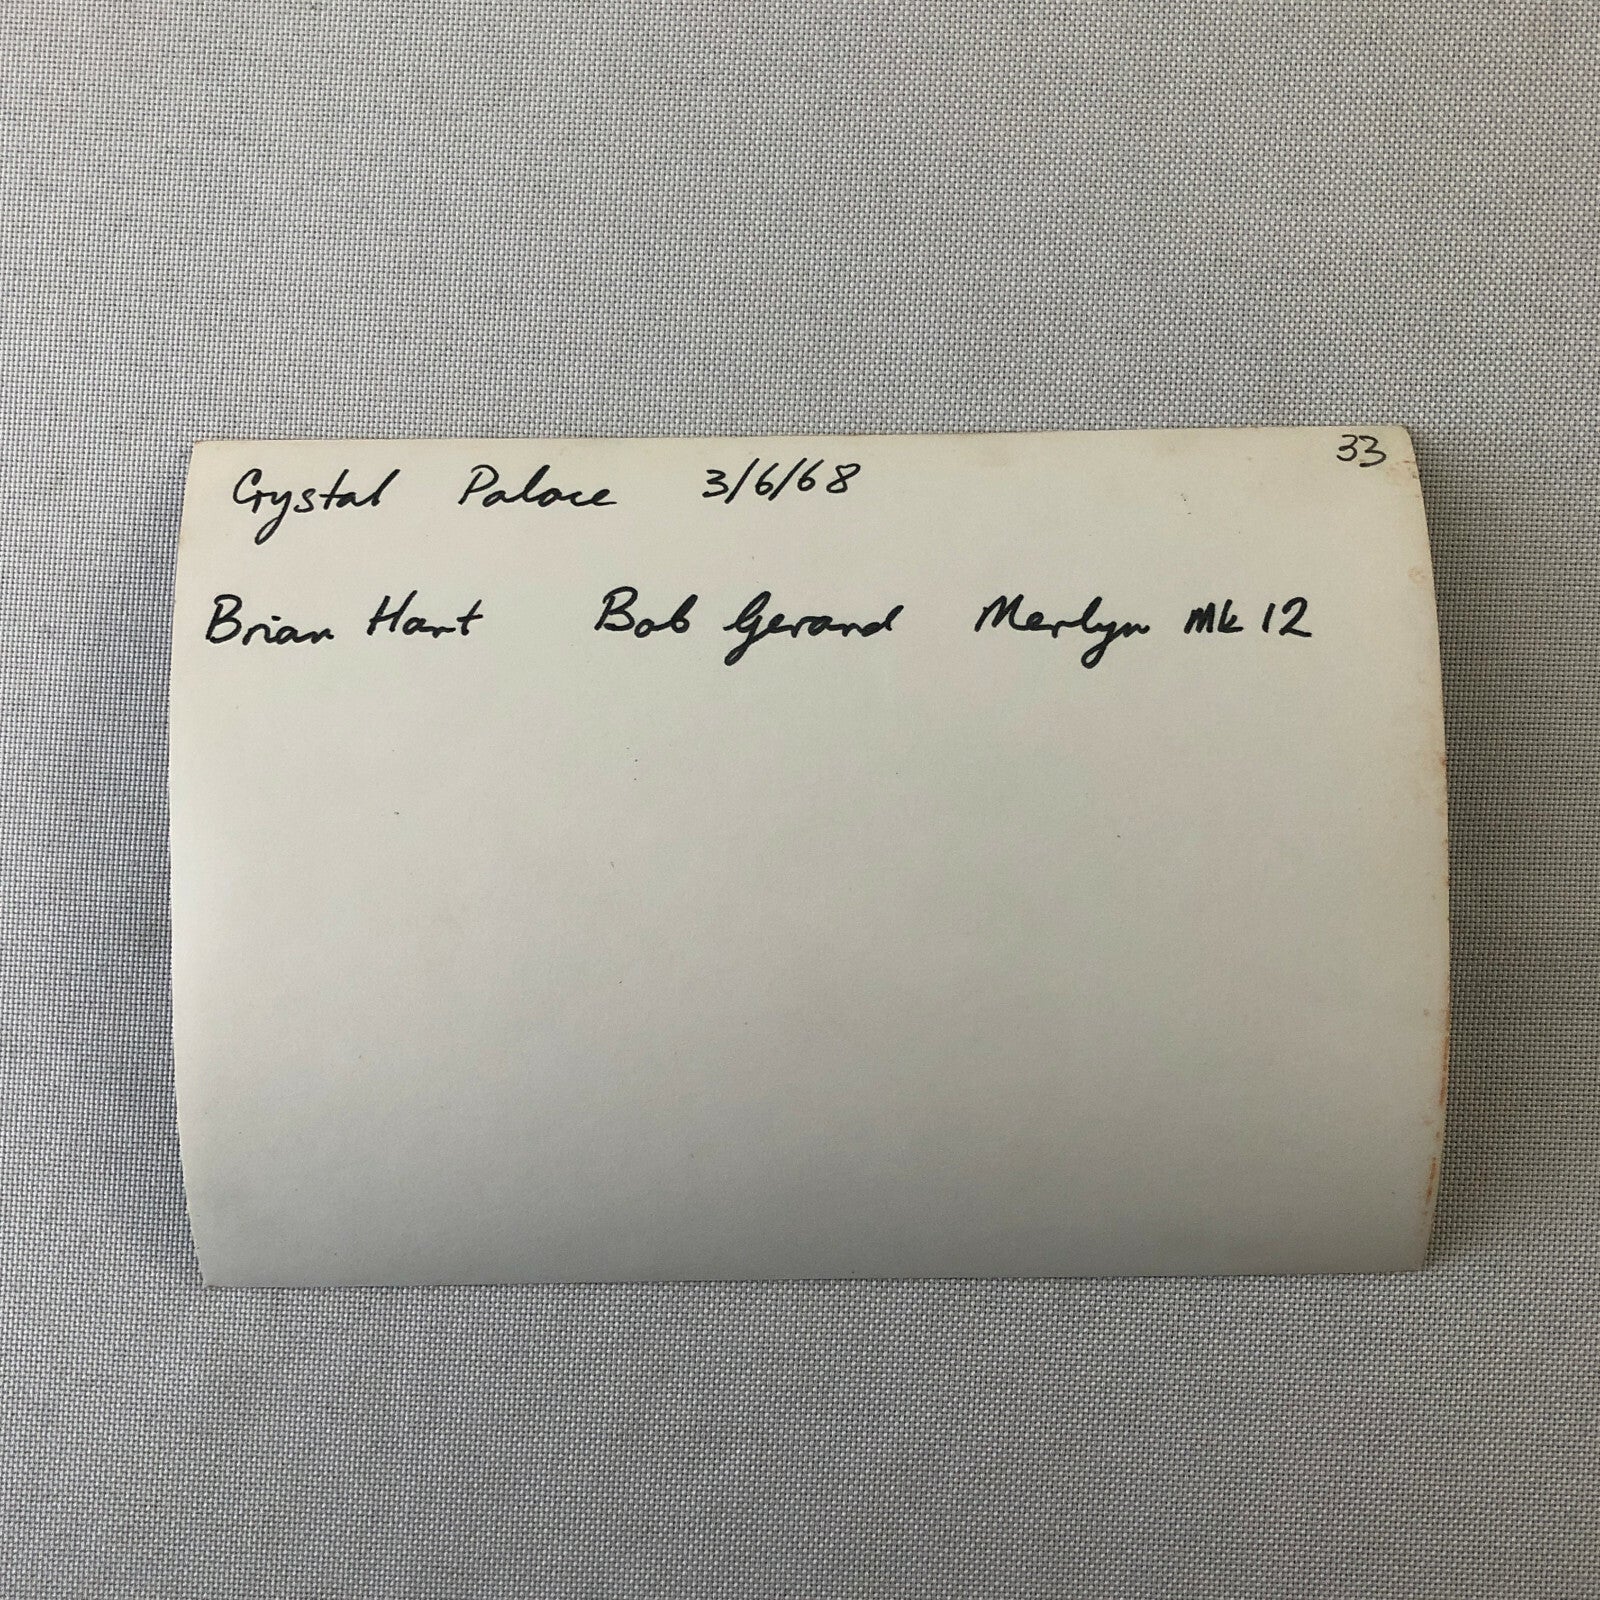 33
Crystal Palace 3/6/68
Brian Hart Bob Gerard Merlyn Mk 12